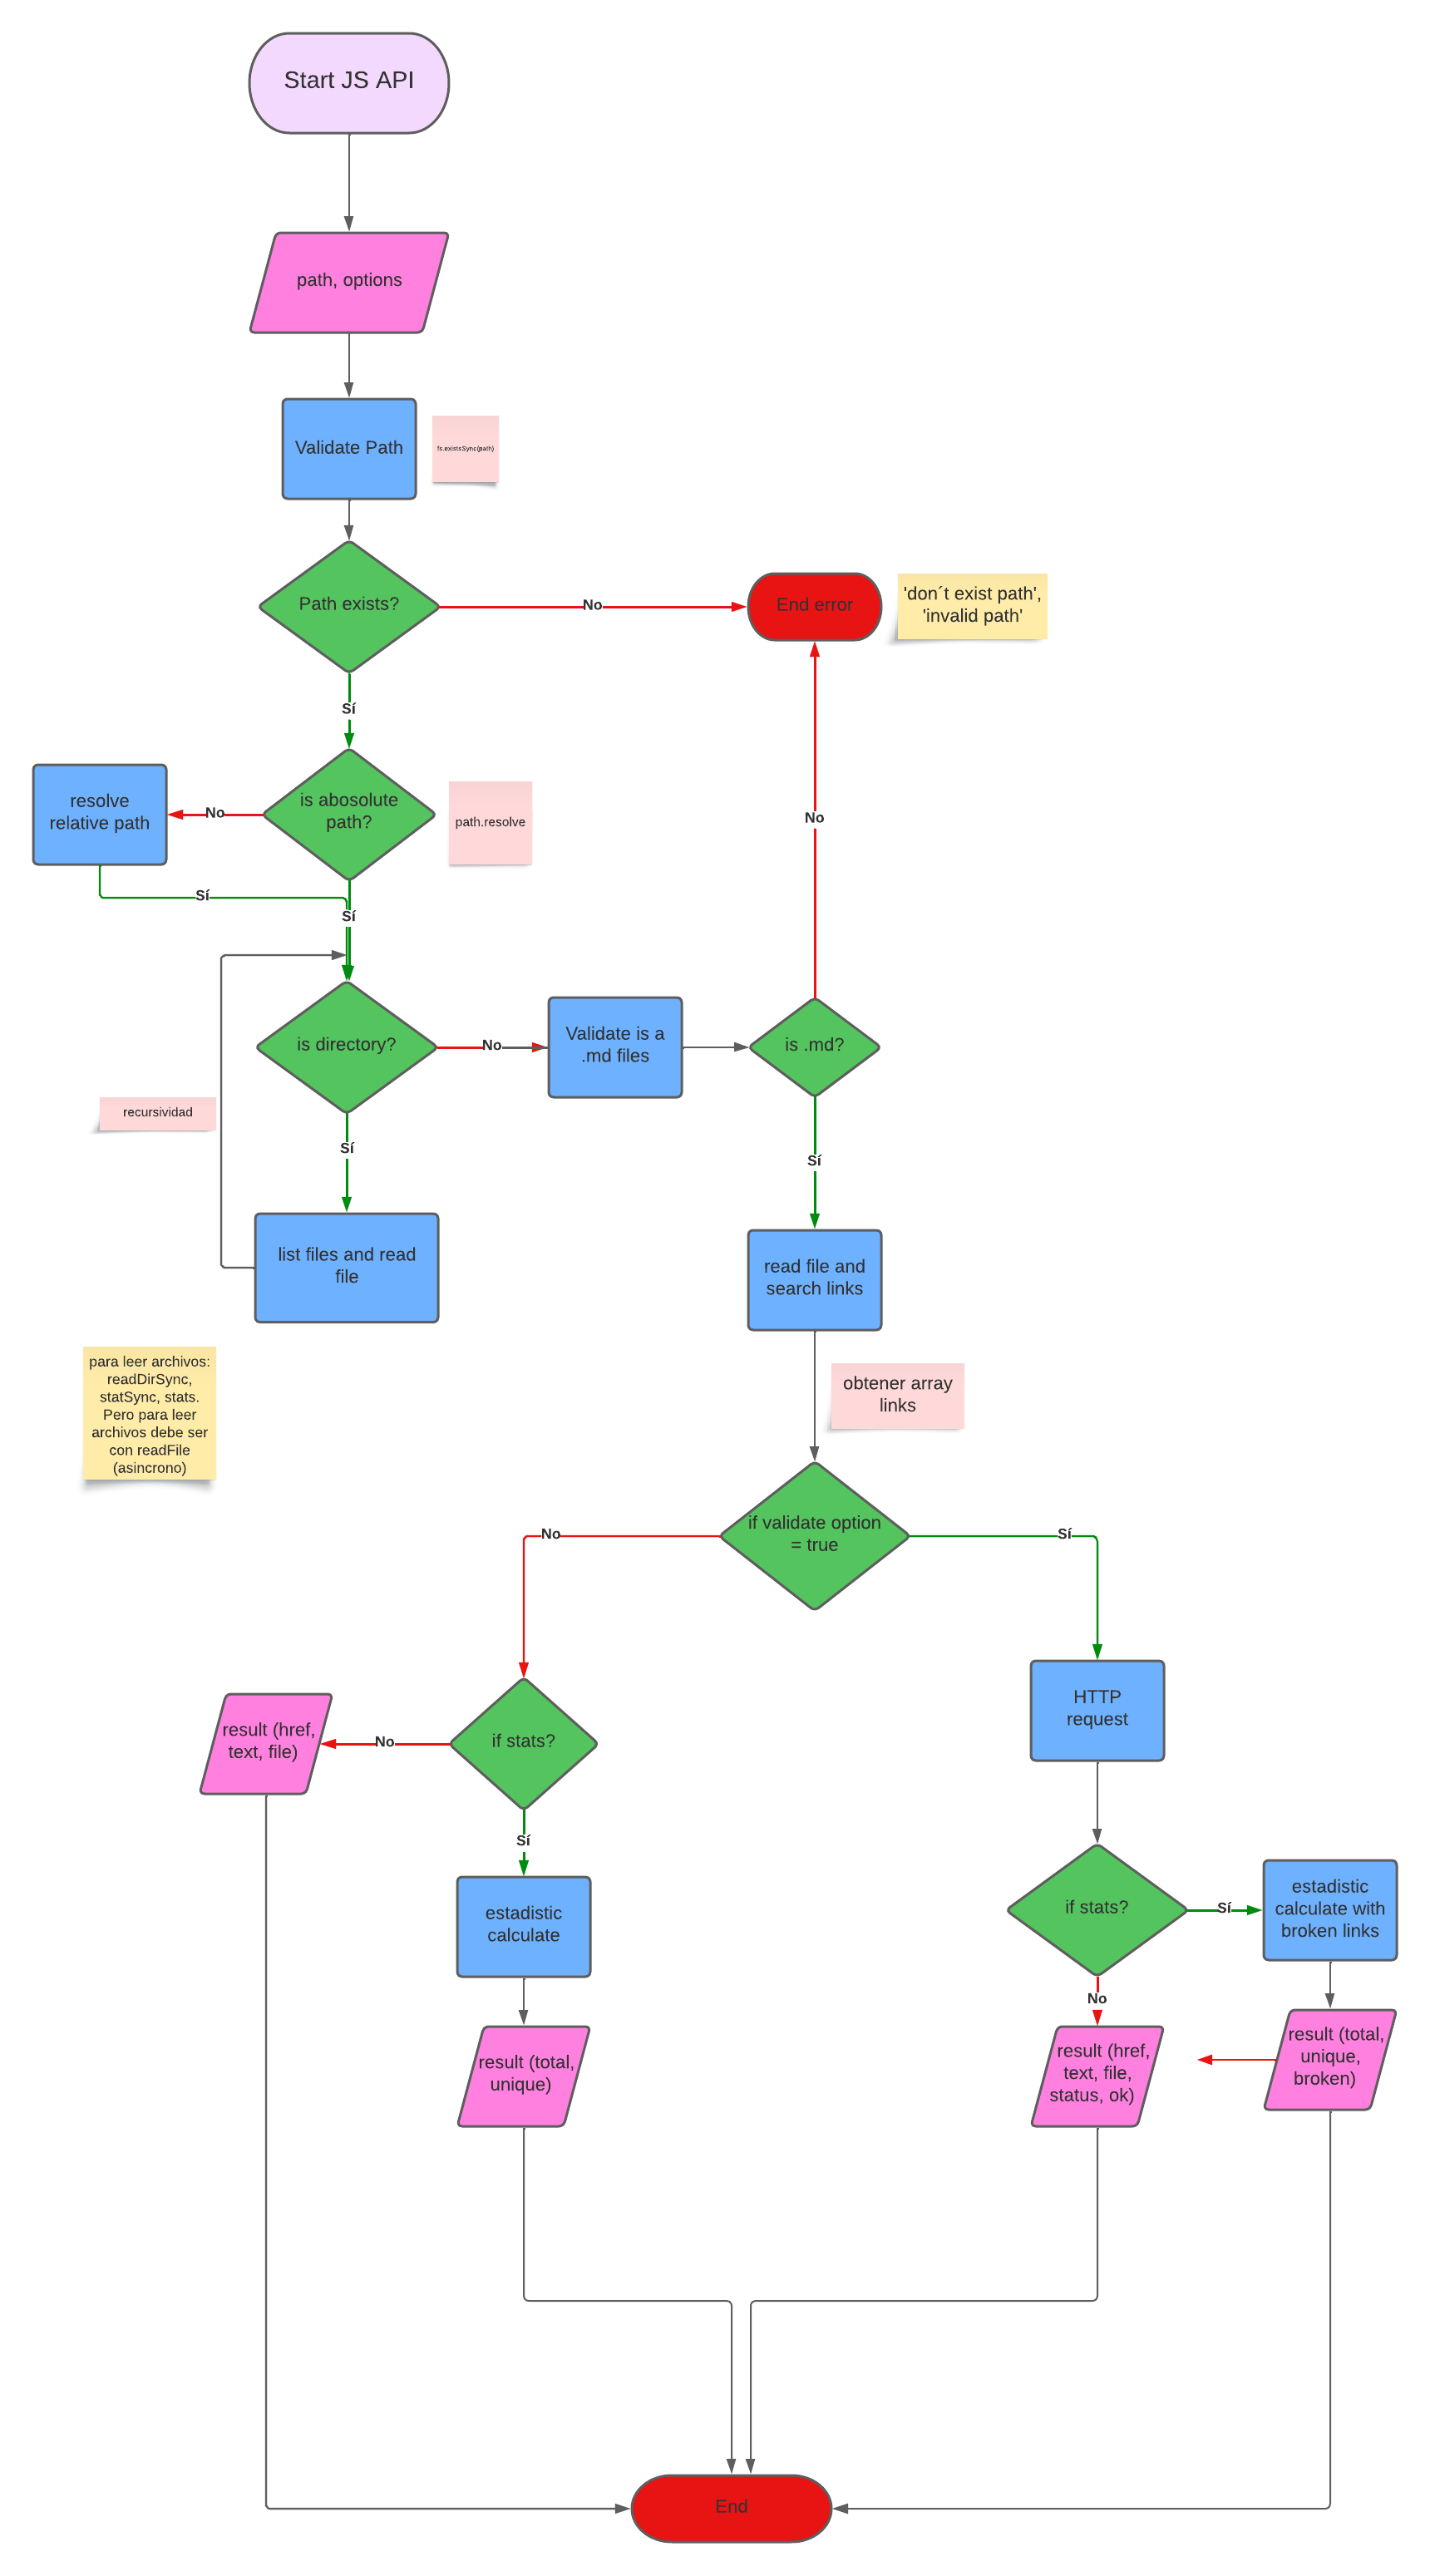 Start JS API
path, options
Validate Path
fs.existsSync(path)
Path exists?
No
End error
'don´t exist path',
'invalid path'
Sí
resolve
relative path
No
is abosolute
path?
path.resolve
No
Sí
Sí
is directory?
No
Validate is a
.md files
is .md?
recursividad
Sí
Sí
list files and read
file
read file and
search links
para leer archivos:
readDirSync,
statSync, stats.
Pero para leer
archivos debe ser
con readFile
(asincrono)
obtener array
links
No
if validate option
= true
Sí
HTTP
request
result (href,
text, file)
No
if stats?
Sí
estadistic
calculate
if stats?
Sí
estadistic
calculate with
broken links
No
result (total,
unique)
result (href,
text, file,
status, ok)
result (total,
unique,
broken)
End